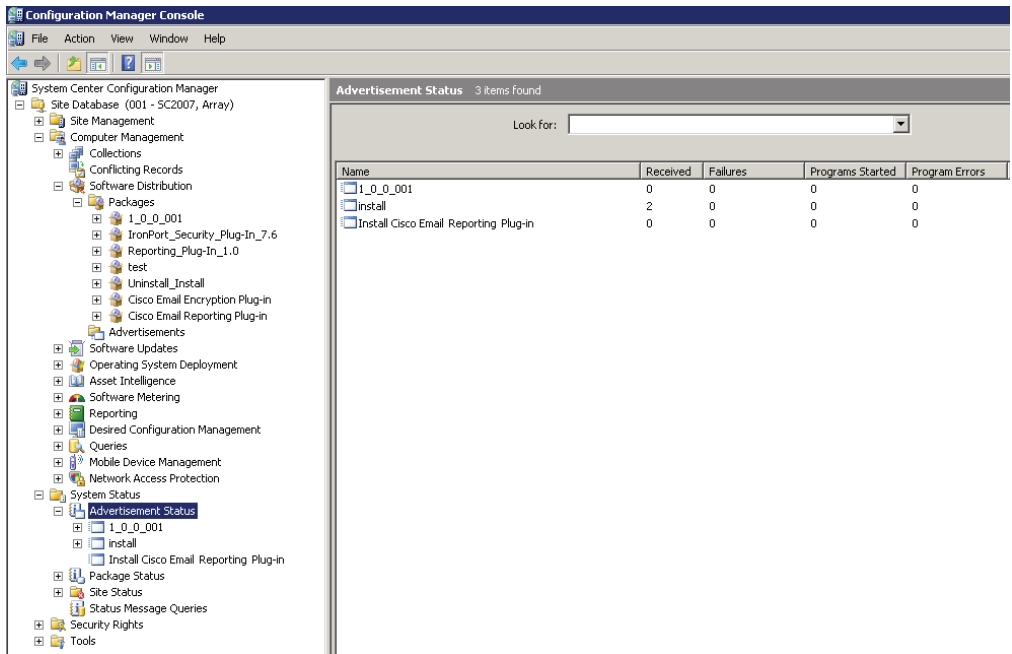 Configuration Manager Console
File Action View Window Help
System Center Configuration Manager
Site Database (001 - SC2007, Array)
Site Management
Computer Management
Collections
Conflicting Records
Software Distribution
Packages
1_0_0_001
IronPort_Security_Plug-In_7.6
Reporting_Plug-In_1.0
test
Uninstall_Install
Cisco Email Encryption Plug-in
Cisco Email Reporting Plug-in
Advertisements
Software Updates
Operating System Deployment
Asset Intelligence
Software Metering
Reporting
Desired Configuration Management
Queries
Mobile Device Management
Network Access Protection
System Status
Advertisement Status
1_0_0_001
install
Install Cisco Email Reporting Plug-in
Package Status
Site Status
Status Message Queries
Security Rights
Tools
Advertisement Status 3 items found
Look for:
Name Received Failures Programs Started Program Errors
1_0_0_001 0 0 0 0
install 2 0 0 0
Install Cisco Email Reporting Plug-in 0 0 0 0